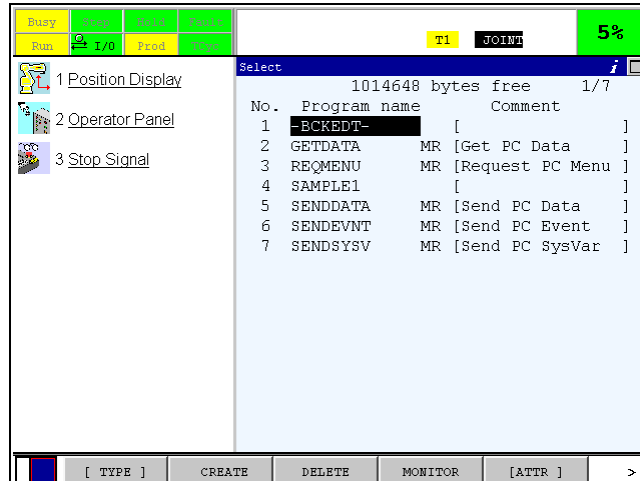 Busy Step Hold Fault
Run I/O Prod TCyc
T1 JOINT
5%
1 Position Display
2 Operator Panel
3 Stop Signal
Select
1014648 bytes free 1/7
No. Program name Comment
1 -BCKEDT- [ ]
2 GETDATA MR [Get PC Data ]
3 REQMENU MR [Request PC Menu ]
4 SAMPLE1 [ ]
5 SENDDATA MR [Send PC Data ]
6 SENDEVNT MR [Send PC Event ]
7 SENDSYSV MR [Send PC SysVar ]
[ TYPE ] CREATE DELETE MONITOR [ATTR ] >